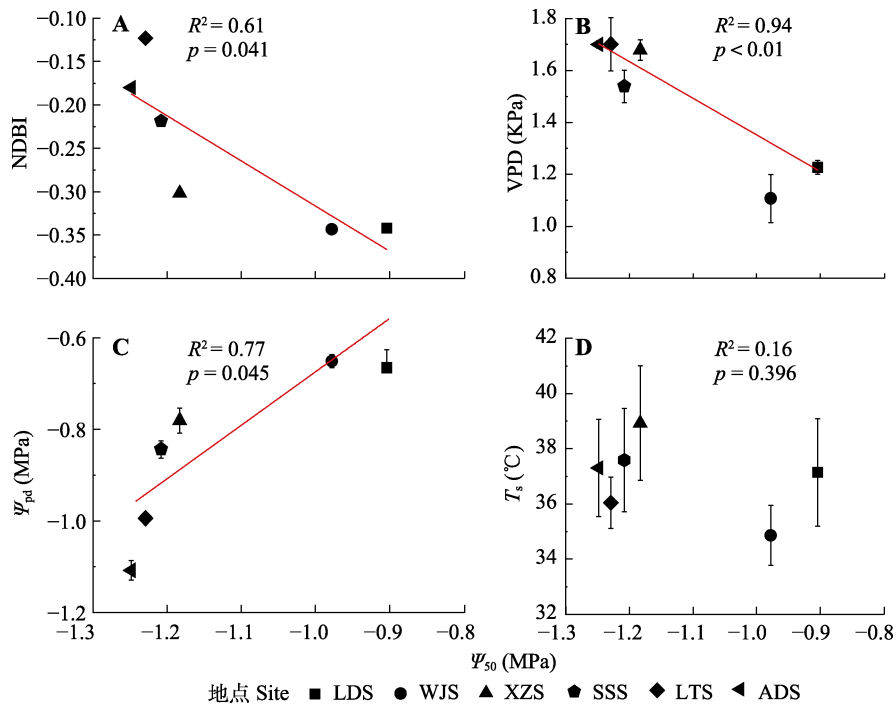 A
R² = 0.61
p = 0.041
NDBI
−0.10
−0.15
−0.20
−0.25
−0.30
−0.35
−0.40
B
R² = 0.94
p < 0.01
VPD (KPa)
1.8
1.6
1.4
1.2
1.0
0.8
C
R² = 0.77
p = 0.045
Ψpd (MPa)
−0.6
−0.8
−1.0
−1.2
−1.3 −1.2 −1.1 −1.0 −0.9 −0.8
D
R² = 0.16
p = 0.396
Ts (℃)
42
40
38
36
34
32
−1.3 −1.2 −1.1 −1.0 −0.9 −0.8
Ψ50 (MPa)
地点 Site LDS WJS XZS SSS LTS ADS